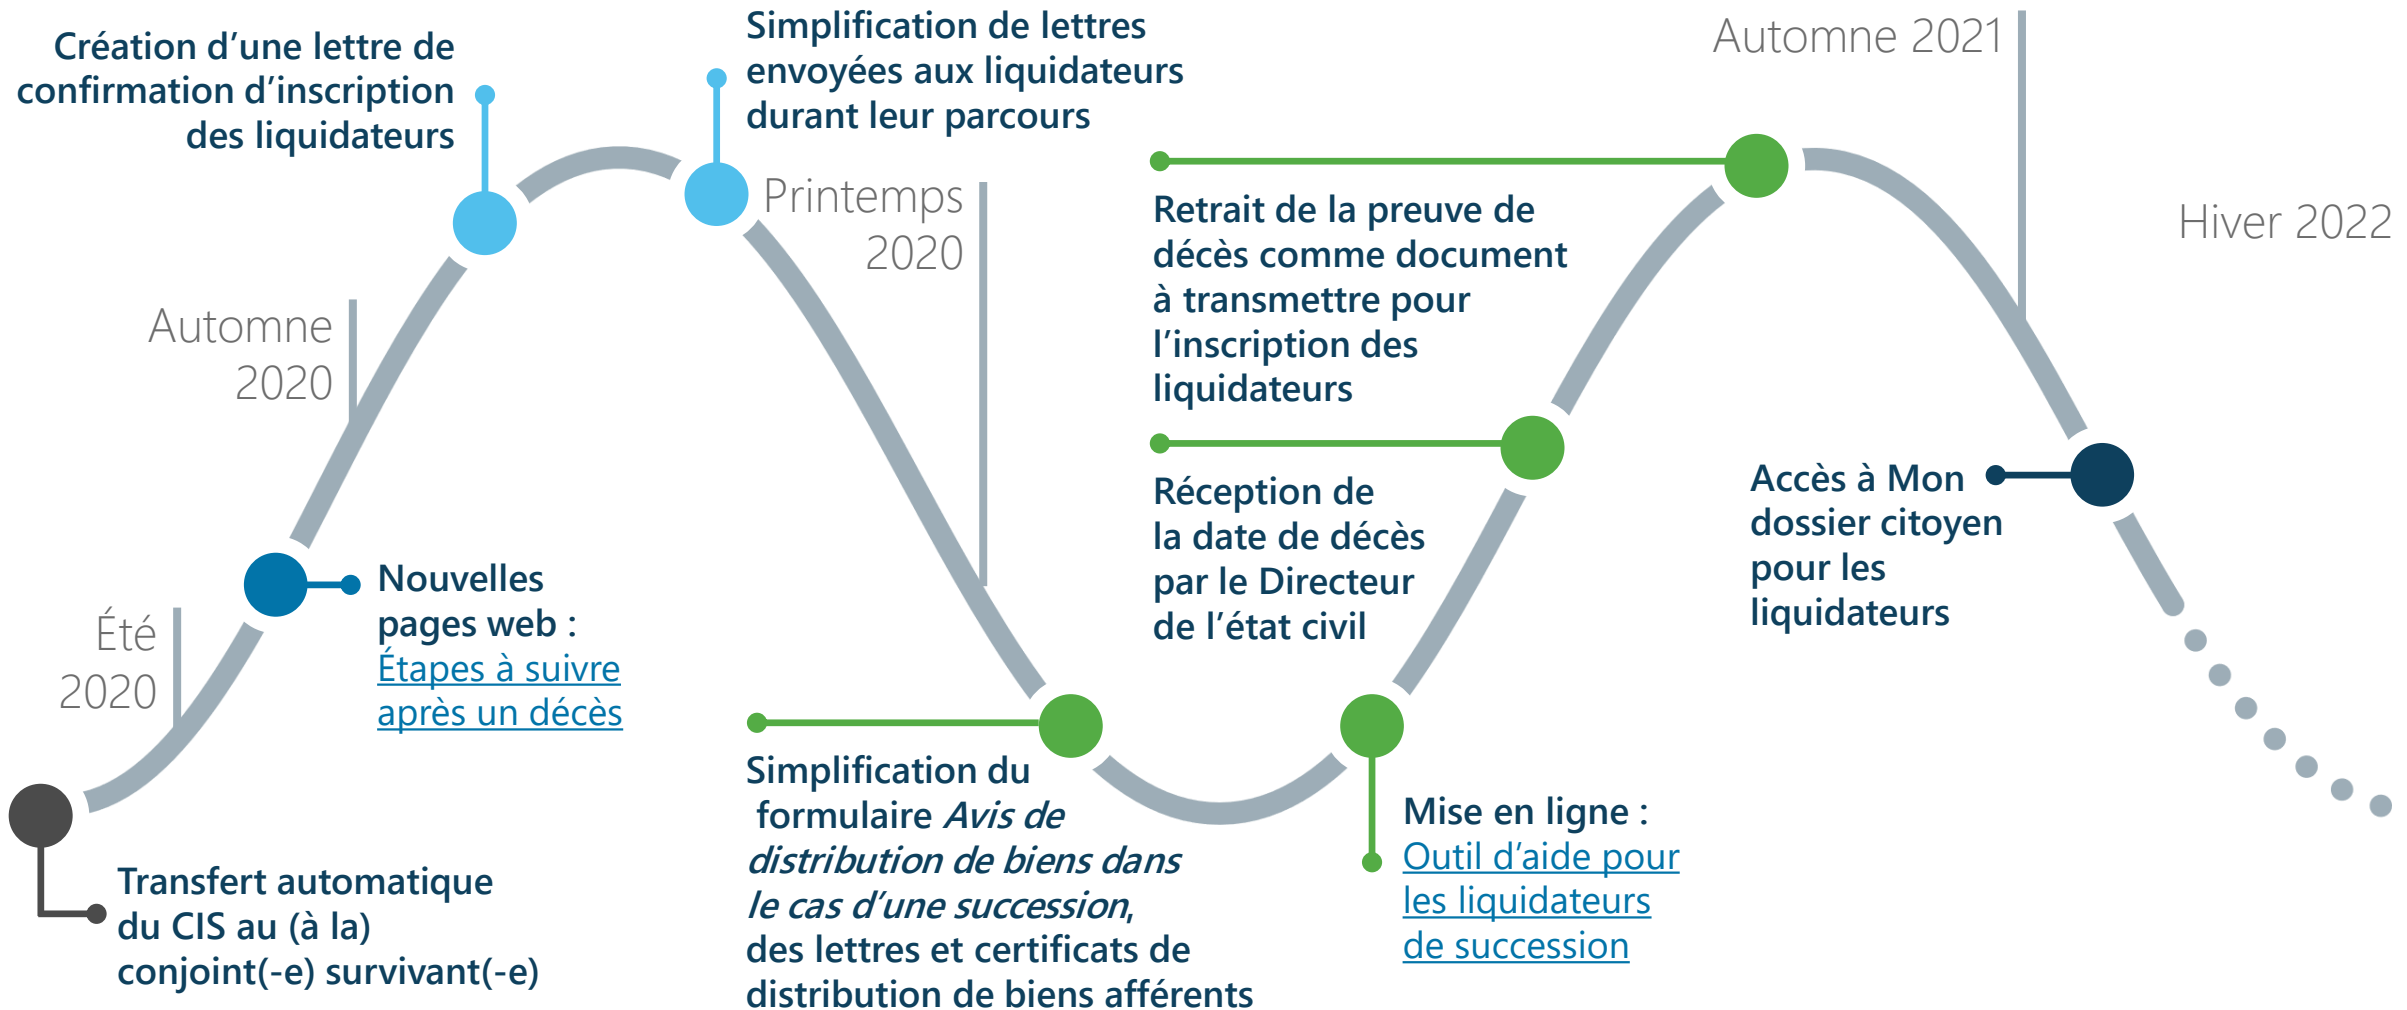 Création d’une lettre de
confirmation d’inscription
des liquidateurs
Simplification de lettres
envoyées aux liquidateurs
durant leur parcours
Automne 2021
Hiver 2022
Printemps
2020
Retrait de la preuve de
décès comme document
à transmettre pour
l’inscription des
liquidateurs
Automne
2020
Réception de
la date de décès
par le Directeur
de l’état civil
Accès à Mon
dossier citoyen
pour les
liquidateurs
Été
2020
Nouvelles
pages web :
Étapes à suivre
après un décès
Simplification du
formulaire Avis de
distribution de biens dans
le cas d’une succession,
des lettres et certificats de
distribution de biens afférents
Mise en ligne :
Outil d’aide pour
les liquidateurs
de succession
Transfert automatique
du CIS au (à la)
conjoint(-e) survivant(-e)